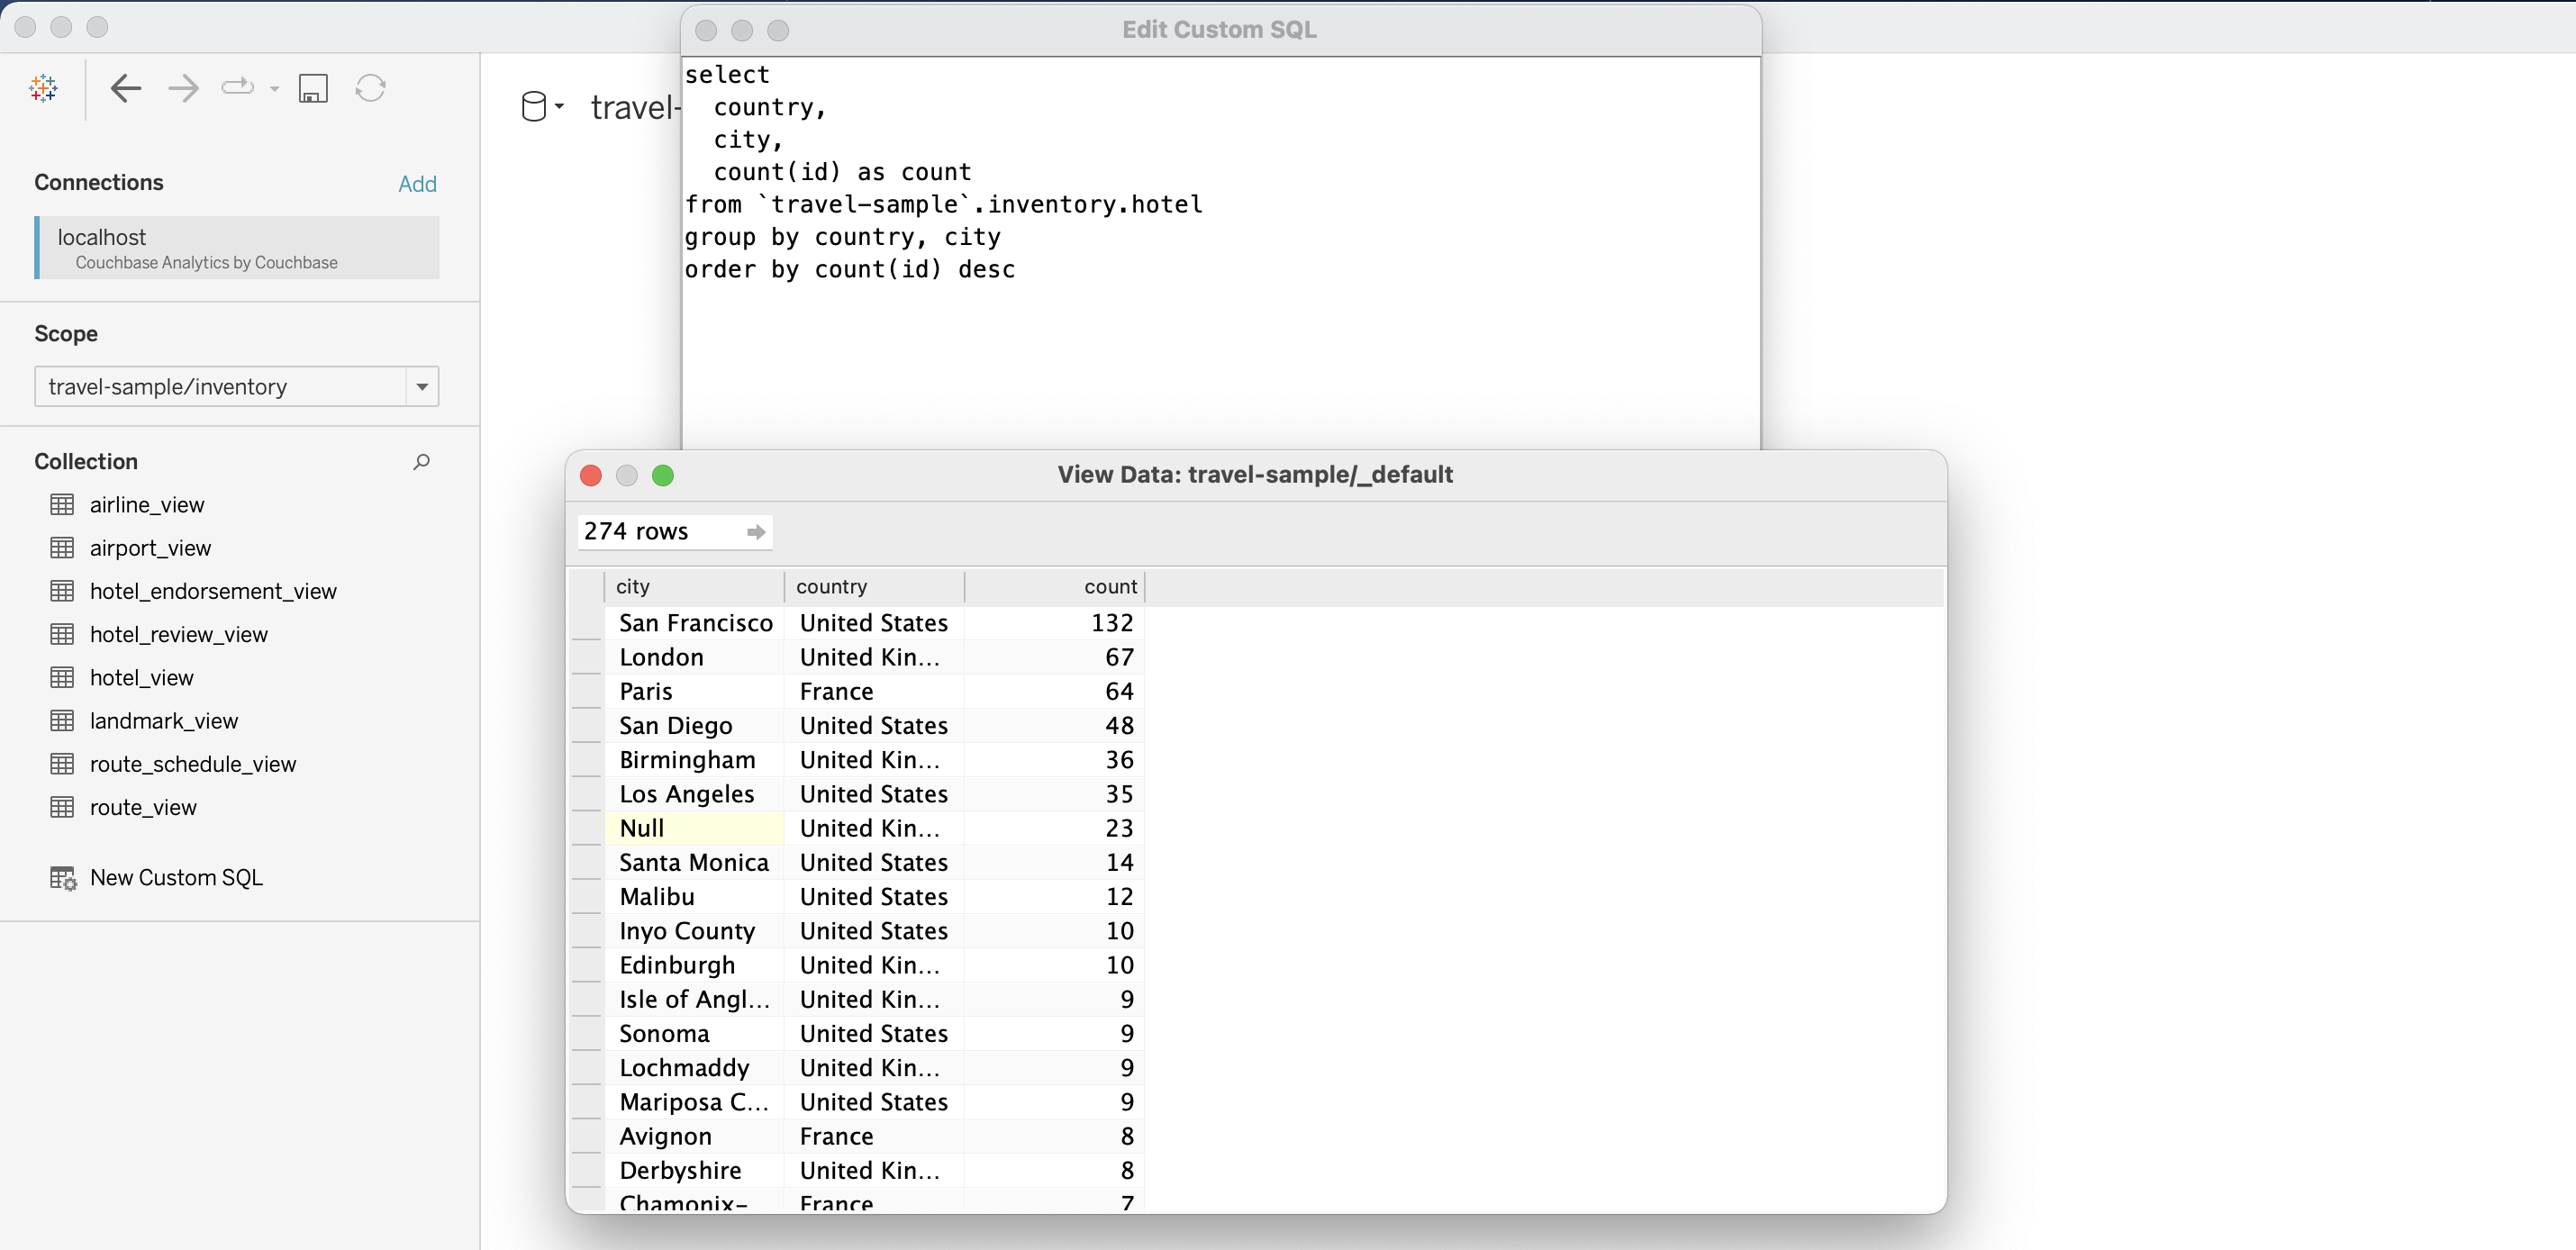 Edit Custom SQL
select
country,
city,
count(id) as count
from `travel-sample`.inventory.hotel
group by country, city
order by count(id) desc
travel-
Connections Add
localhost
Couchbase Analytics by Couchbase
Scope
travel-sample/inventory
Collection
airline_view
airport_view
hotel_endorsement_view
hotel_review_view
hotel_view
landmark_view
route_schedule_view
route_view
New Custom SQL
View Data: travel-sample/_default
274 rows
city country count
San Francisco United States 132
London United Kin... 67
Paris France 64
San Diego United States 48
Birmingham United Kin... 36
Los Angeles United States 35
Null United Kin... 23
Santa Monica United States 14
Malibu United States 12
Inyo County United States 10
Edinburgh United Kin... 10
Isle of Angl... United Kin... 9
Sonoma United States 9
Lochmaddy United Kin... 9
Mariposa C... United States 9
Avignon France 8
Derbyshire United Kin... 8
Chamonix- France 7